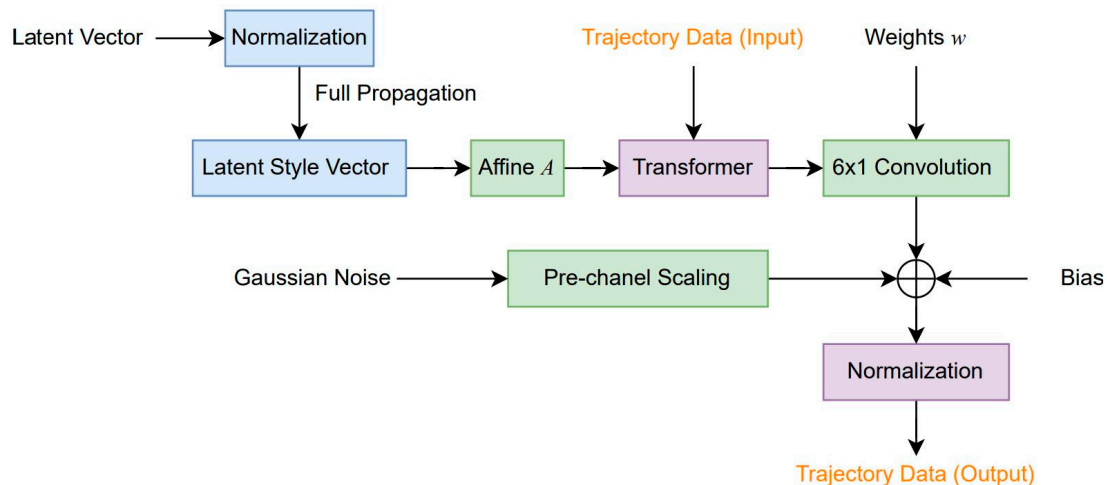 Latent Vector
Normalization
Trajectory Data (Input)
Weights w
Full Propagation
Latent Style Vector
Affine A
Transformer
6x1 Convolution
Gaussian Noise
Pre-chanel Scaling
Bias
Normalization
Trajectory Data (Output)